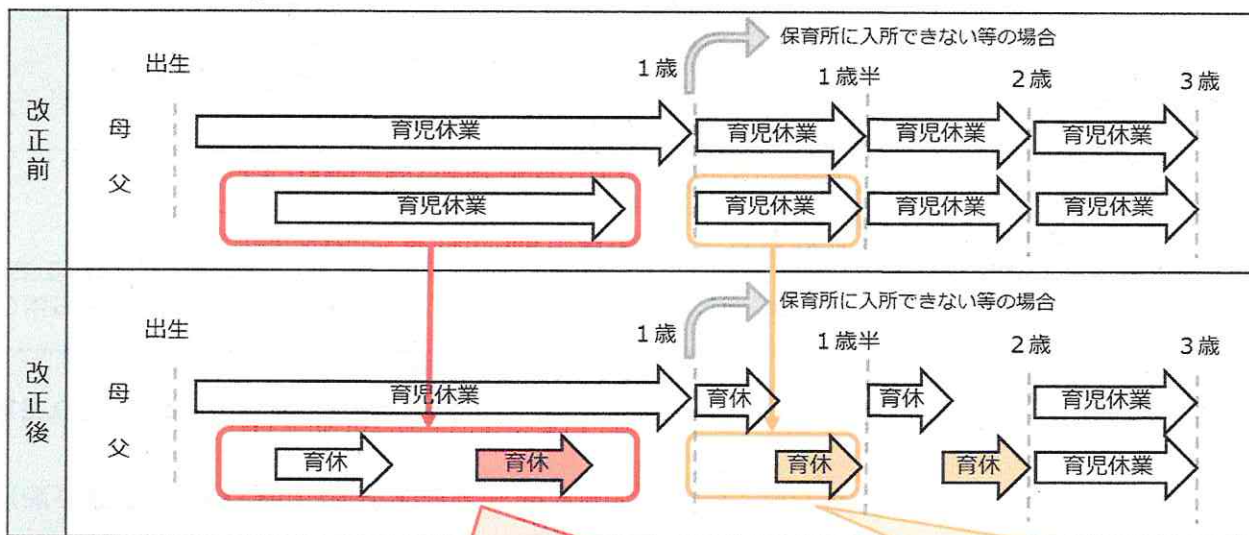 改正前
保育所に入所できない等の場合
出生
1歳
1歳半
2歳
3歳
母
育児休業
育児休業
育児休業
育児休業
父
育児休業
育児休業
育児休業
育児休業
改正後
保育所に入所できない等の場合
出生
1歳
1歳半
2歳
3歳
母
育児休業
育休
育休
育児休業
父
育休
育休
育休
育休
育児休業